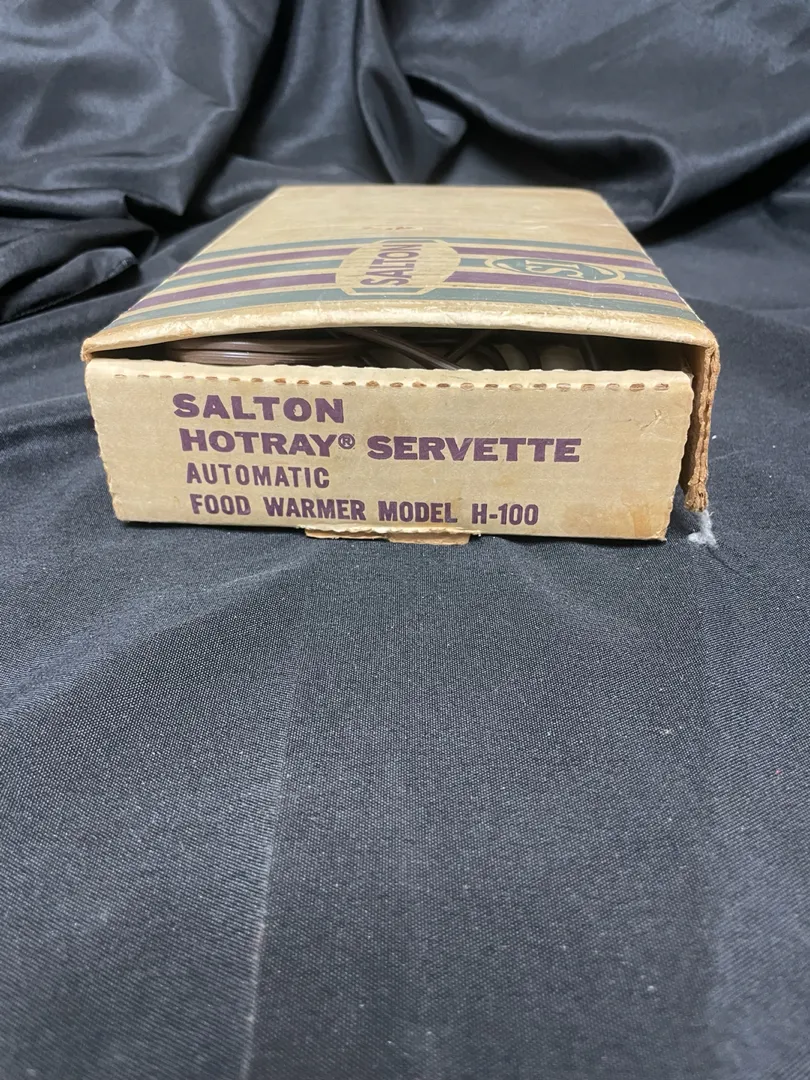 SALTON
SALTON
HOTRAY® SERVETTE
AUTOMATIC
FOOD WARMER MODEL H-100